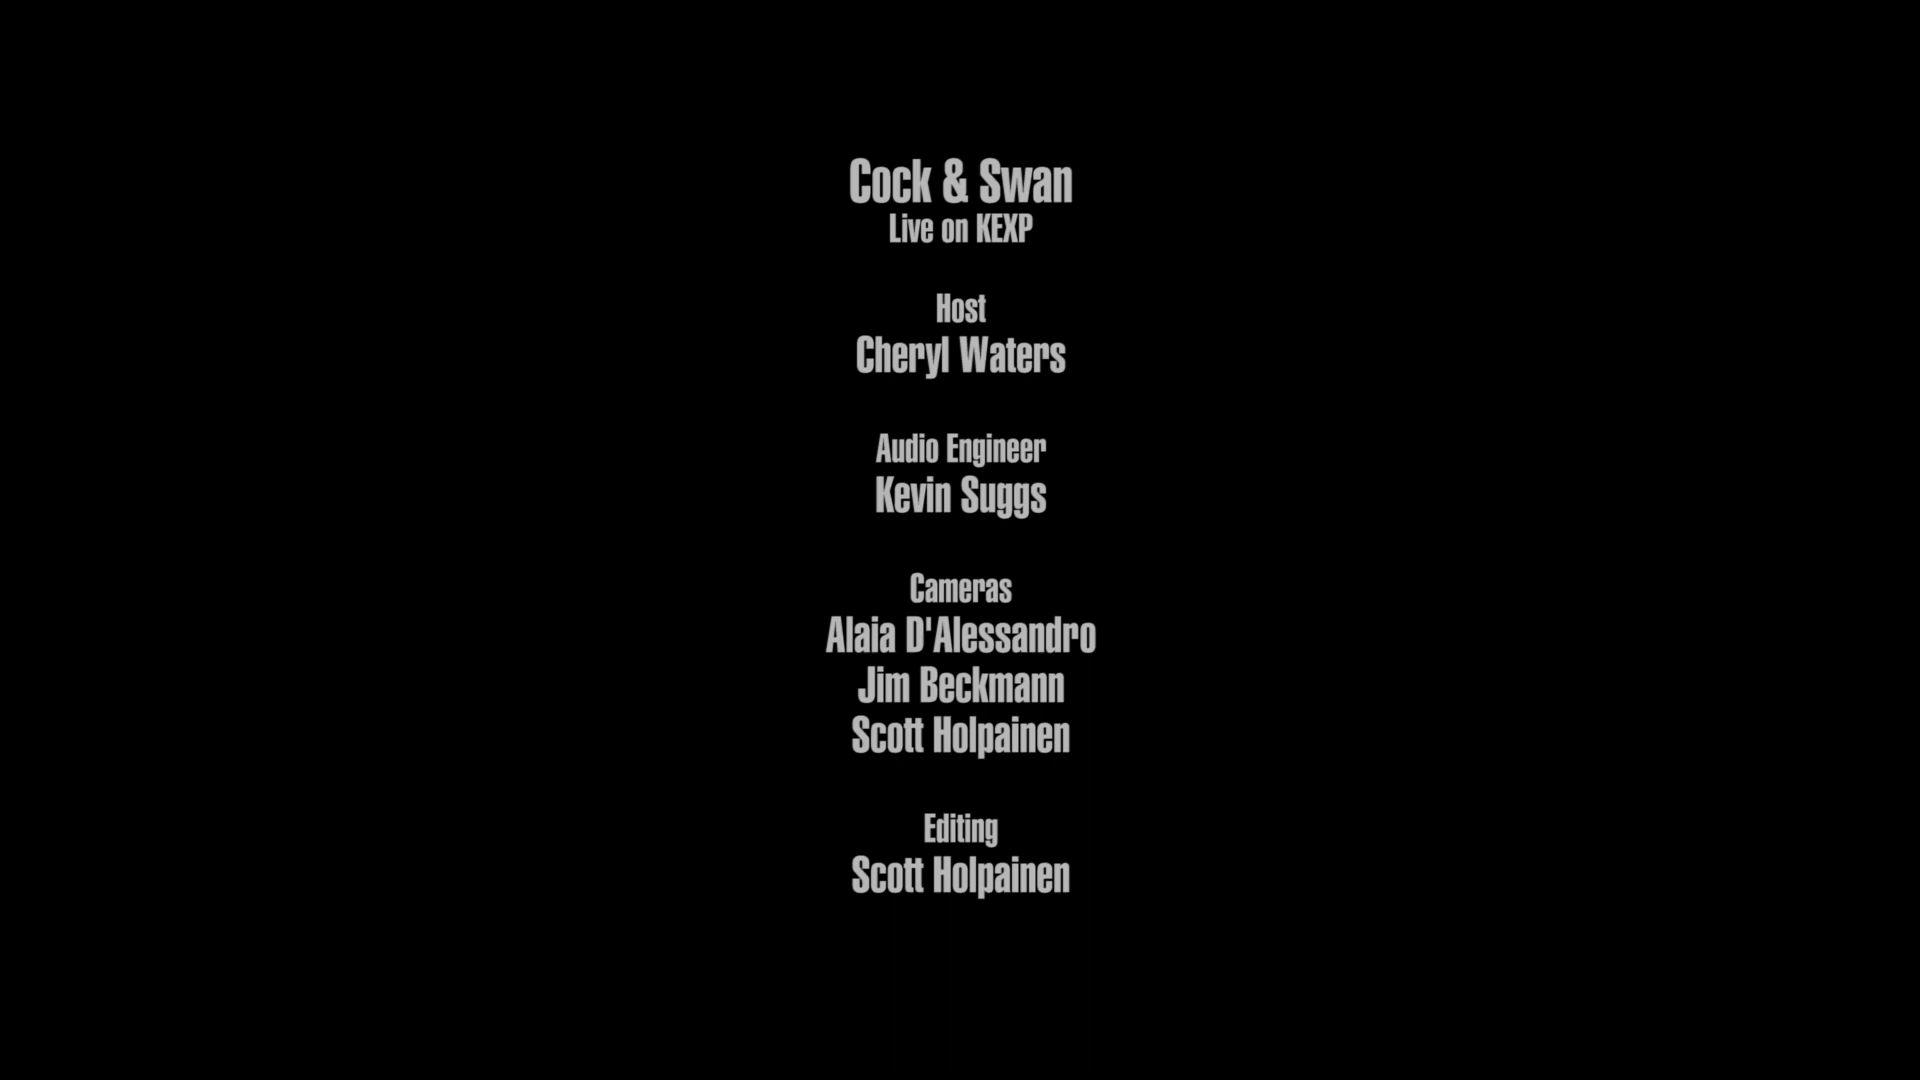 Cock & Swan
Live on KEXP
Host
Cheryl Waters
Audio Engineer
Kevin Suggs
Cameras
Alaia D'Alessandro
Jim Beckmann
Scott Holpainen
Editing
Scott Holpainen